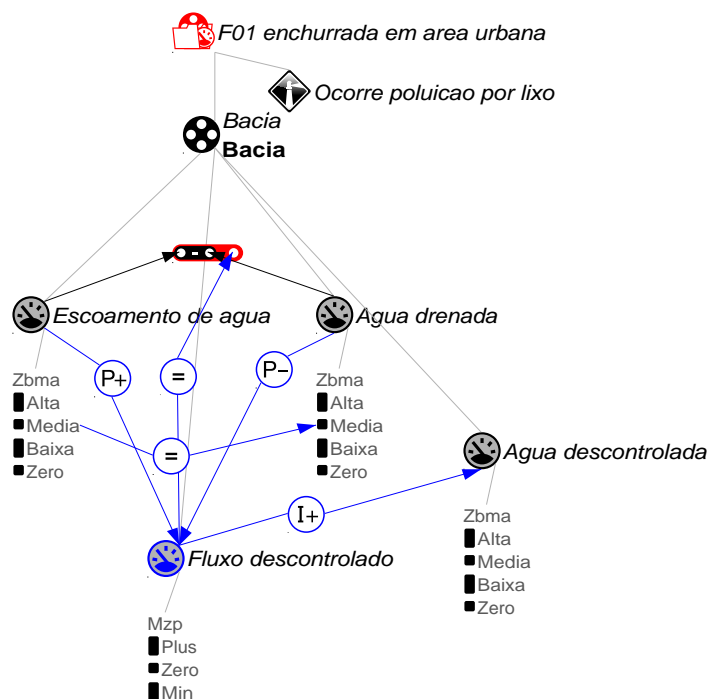 F01 enchurrada em area urbana
Ocorre poluicao por lixo
Bacia
Bacia
-
Escoamento de agua
Agua drenada
P+
=
P-
Zbma
Alta
Media
Baixa
Zero
Zbma
Alta
Media
Baixa
Zero
=
Agua descontrolada
I+
Zbma
Alta
Media
Baixa
Zero
Fluxo descontrolado
Mzp
Plus
Zero
Min